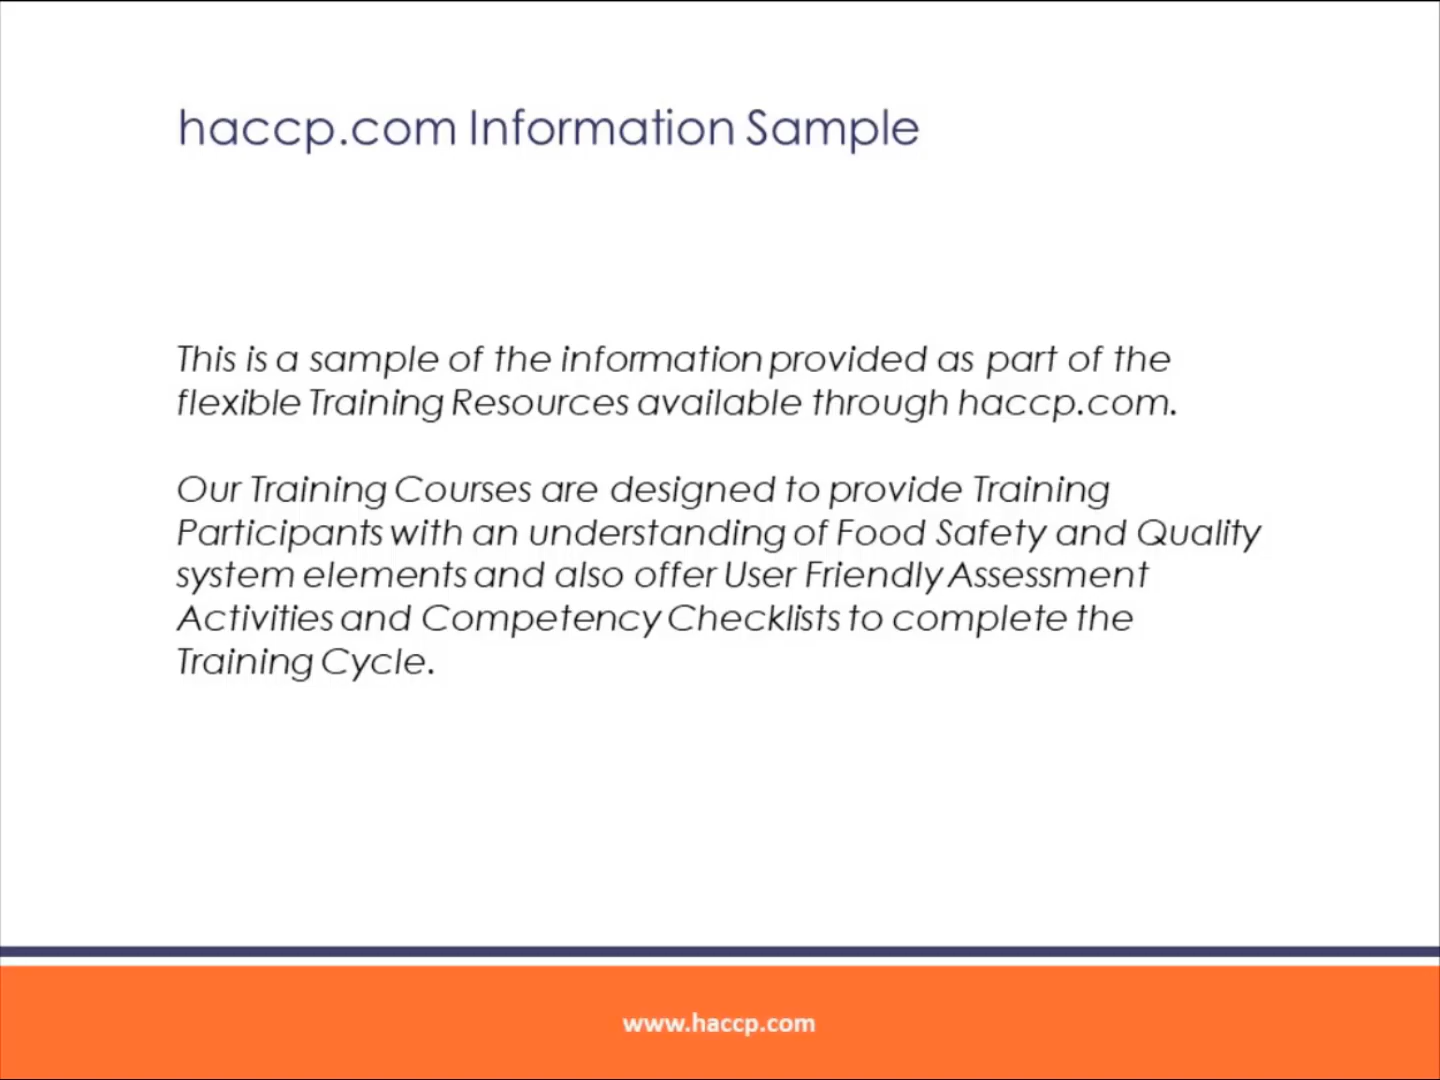 haccp.com Information Sample
This is a sample of the information provided as part of the
flexible Training Resources available through haccp.com.
Our Training Courses are designed to provide Training
Participants with an understanding of Food Safety and Quality
system elements and also offer User Friendly Assessment
Activities and Competency Checklists to complete the
Training Cycle.
www.haccp.com